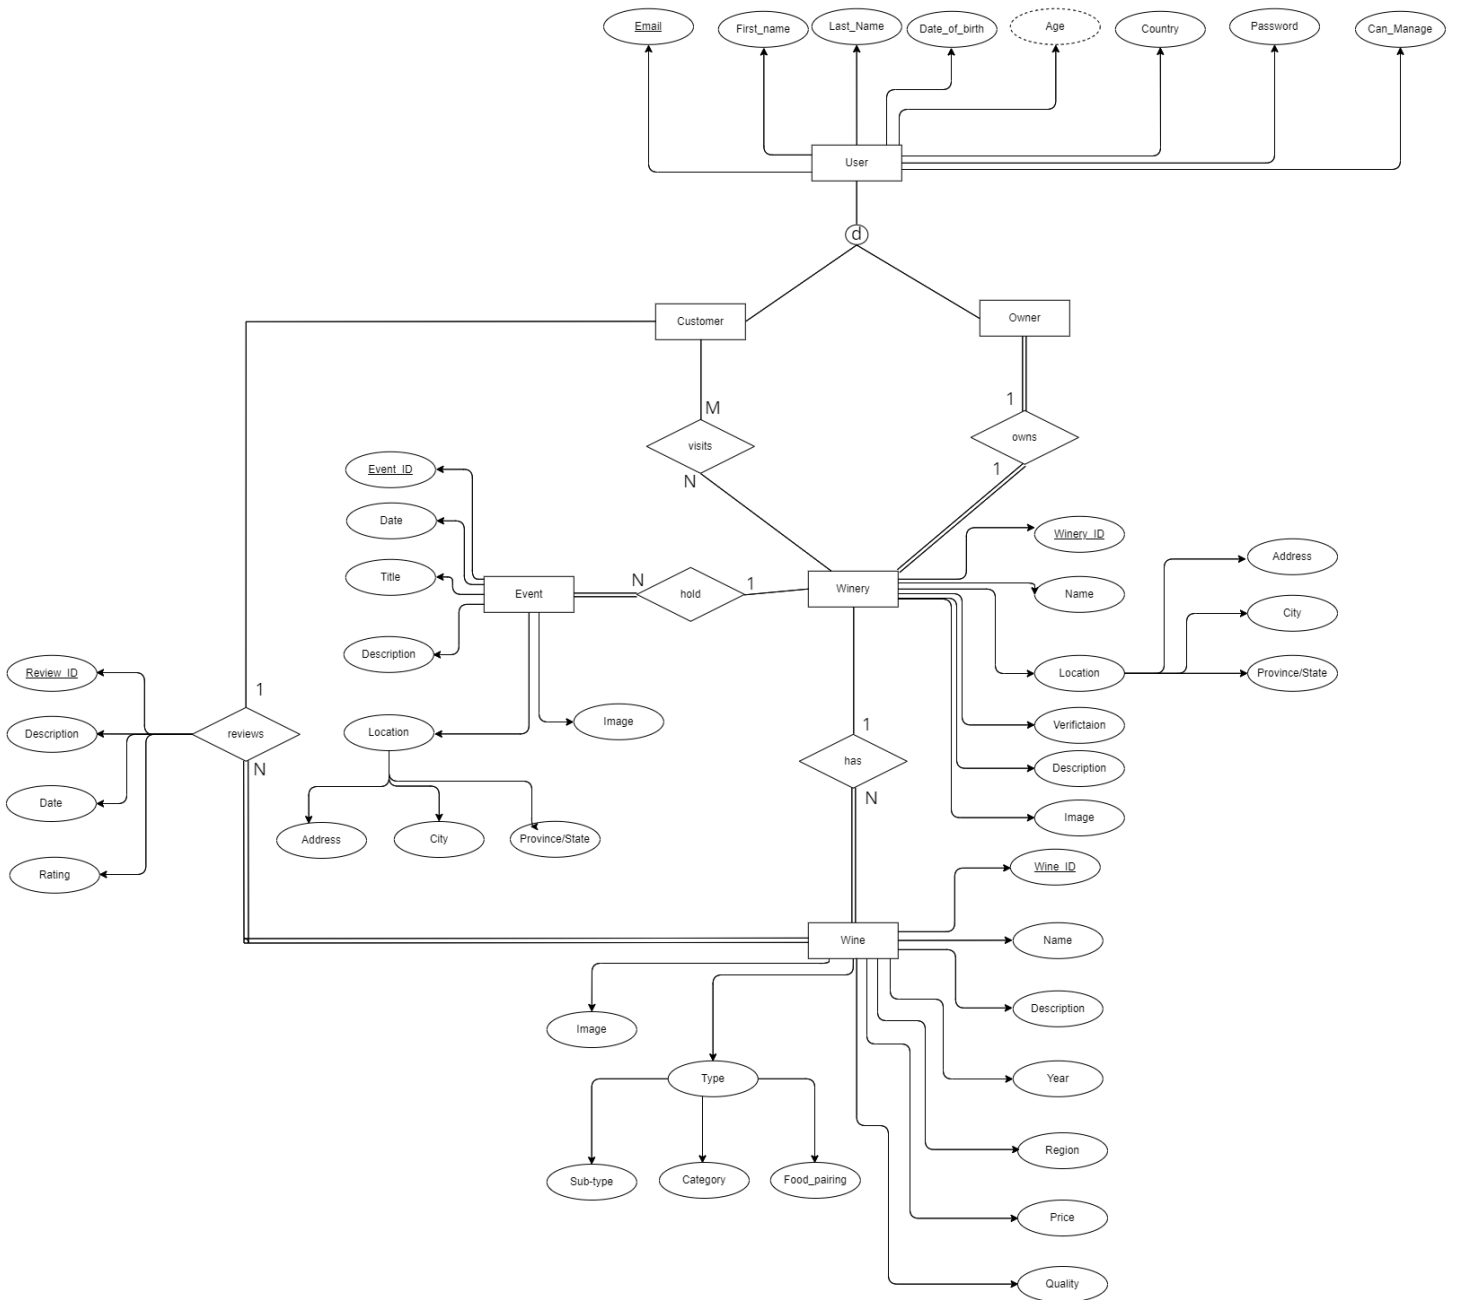 Email
First_name
Last_Name
Date_of_birth
Age
Country
Password
Can_Manage
User
d
Customer
Owner
M
visits
N
1
owns
1
Event_ID
Date
Title
Description
Event
N
hold
1
Winery
Winery_ID
Name
Location
Address
City
Province/State
Verifictaion
Description
Image
Location
Image
Address
City
Province/State
Review_ID
Description
Date
Rating
1
reviews
N
1
has
N
Wine
Wine_ID
Name
Description
Year
Region
Price
Quality
Image
Type
Sub-type
Category
Food_pairing